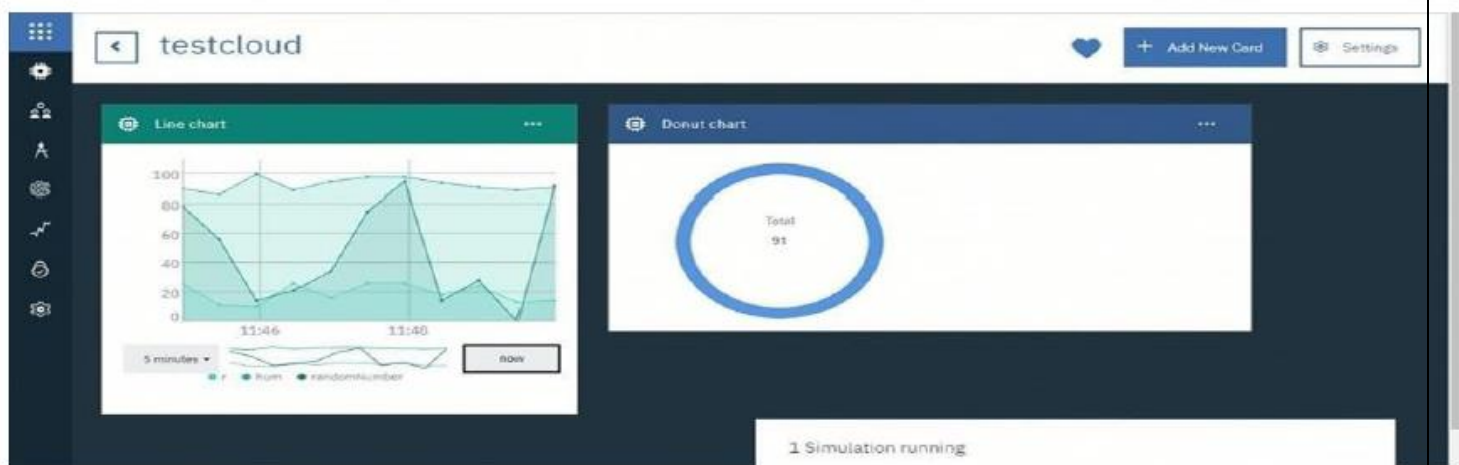 testcloud
+ Add New Card
Settings
Line chart
...
100
80
60
40
20
0
11:46
11:48
5 minutes
now
r hum randomNumber
Donut chart
...
Total
91
1 Simulation running